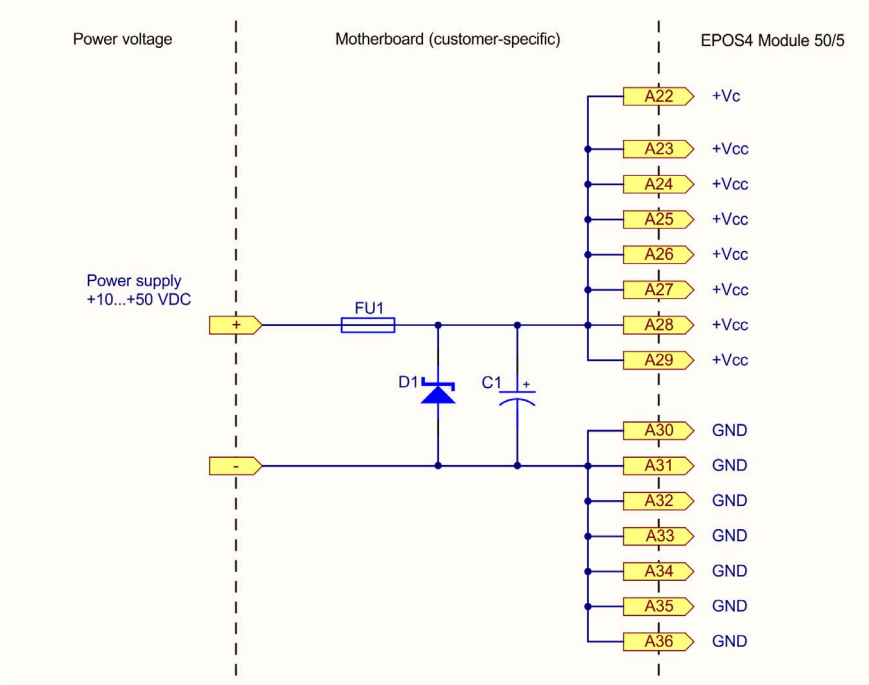 Power voltage
Motherboard (customer-specific)
EPOS4 Module 50/5
A22 +Vc
A23 +Vcc
A24 +Vcc
A25 +Vcc
A26 +Vcc
Power supply
+10...+50 VDC
A27 +Vcc
+
FU1
A28 +Vcc
A29 +Vcc
D1
C1 +
A30 GND
-
A31 GND
A32 GND
A33 GND
A34 GND
A35 GND
A36 GND